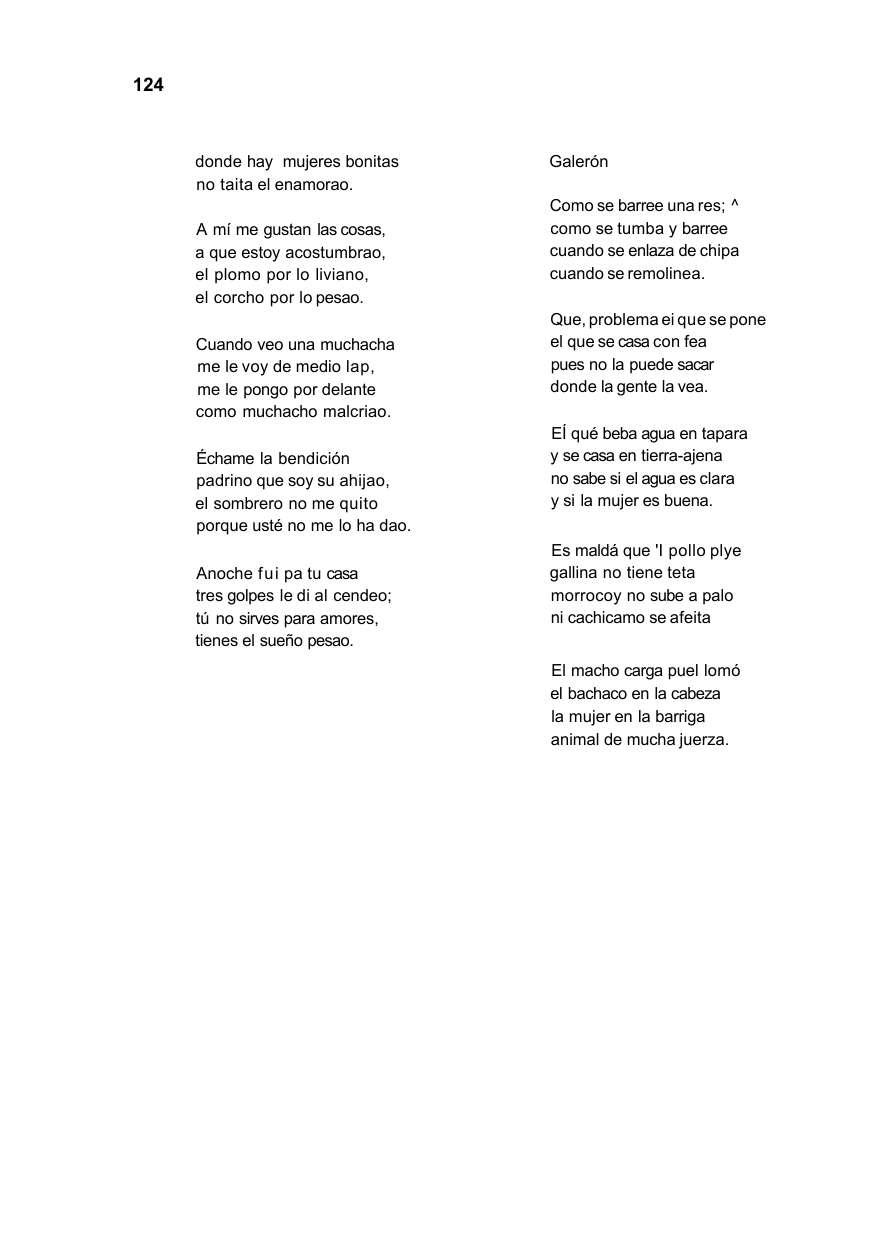 124
donde hay mujeres bonitas
no taita el enamorao.
A mí me gustan las cosas,
a que estoy acostumbrao,
el plomo por lo liviano,
el corcho por lo pesao.
Cuando veo una muchacha
me le voy de medio lap,
me le pongo por delante
como muchacho malcriao.
Échame la bendición
padrino que soy su ahijao,
el sombrero no me quito
porque usté no me lo ha dao.
Anoche fui pa tu casa
tres golpes le di al cendeo;
tú no sirves para amores,
tienes el sueño pesao.
Galerón
Como se barree una res; ^
como se tumba y barree
cuando se enlaza de chipa
cuando se remolinea.
Que, problema ei que se pone
el que se casa con fea
pues no la puede sacar
donde la gente la vea.
EÍ qué beba agua en tapara
y se casa en tierra-ajena
no sabe si el agua es clara
y si la mujer es buena.
Es maldá que 'I pollo plye
gallina no tiene teta
morrocoy no sube a palo
ni cachicamo se afeita
El macho carga puel lomó
el bachaco en la cabeza
la mujer en la barriga
animal de mucha juerza.